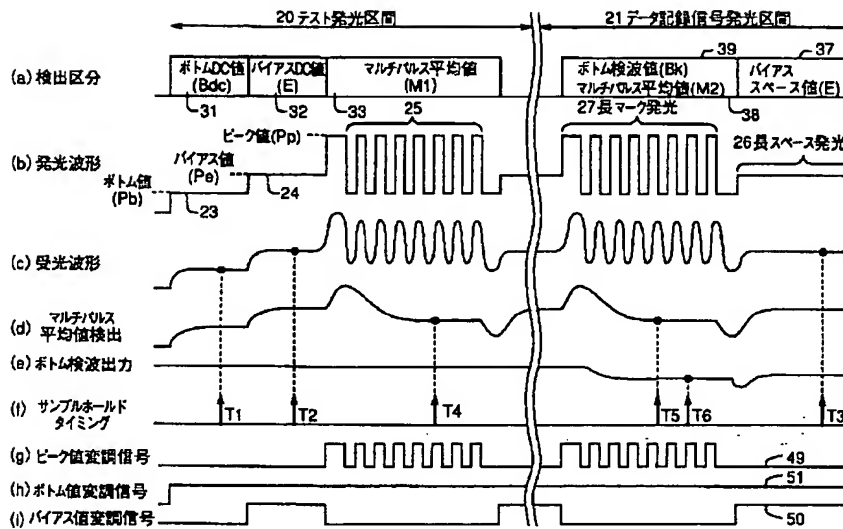 20 テスト発光区間
21 データ記録信号発光区間
(a) 検出区分
ボトムDC値
(Bdc)
バイアスDC値
(E)
マルチパルス平均値
(M1)
39
37
ボトム検波値(Bk)
マルチパルス平均値(M2)
バイアス
スペース値(E)
31
32
33
25
38
27長マーク発光
26長スペース発光
ピーク値(Pp)
(b) 発光波形
バイアス値
(Pe)
ボトム値
(Pb)
23
24
(c) 受光波形
(d) マルチパルス
平均値検出
(e) ボトム検波出力
(f) サンプルホールド
タイミング
T1
T2
T4
T5
T6
T3
(g) ピーク値変調信号
49
51
(h) ボトム値変調信号
(i) バイアス値変調信号
50